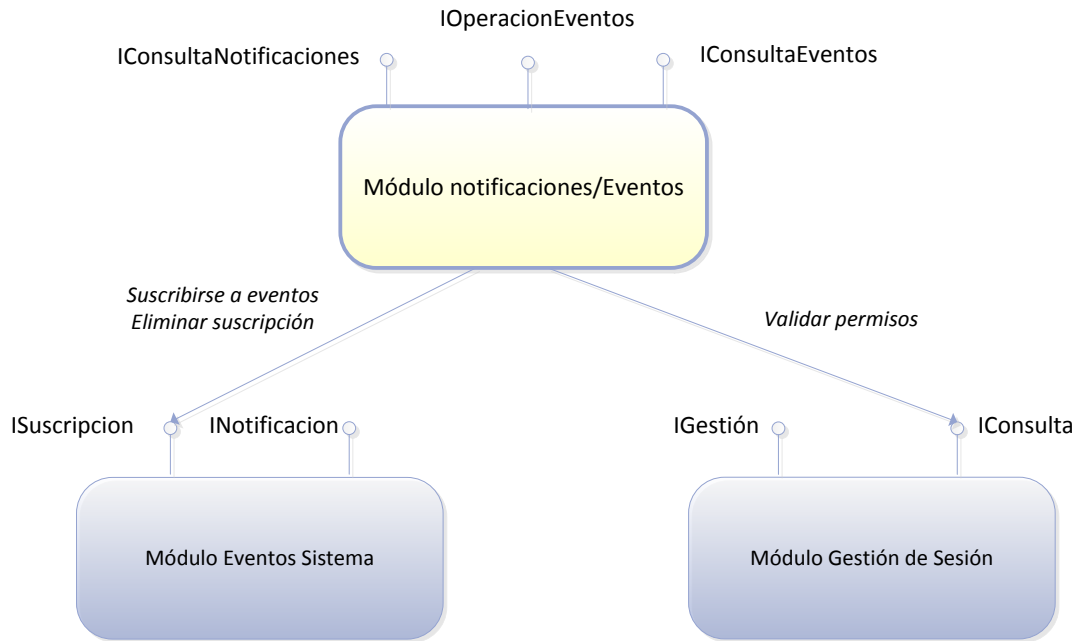 IOperacionEventos
IConsultaNotificaciones
IConsultaEventos
Módulo notificaciones/Eventos
Suscribirse a eventos
Eliminar suscripción
Validar permisos
ISuscripcion
INotificacion
IGestión
IConsulta
Módulo Eventos Sistema
Módulo Gestión de Sesión